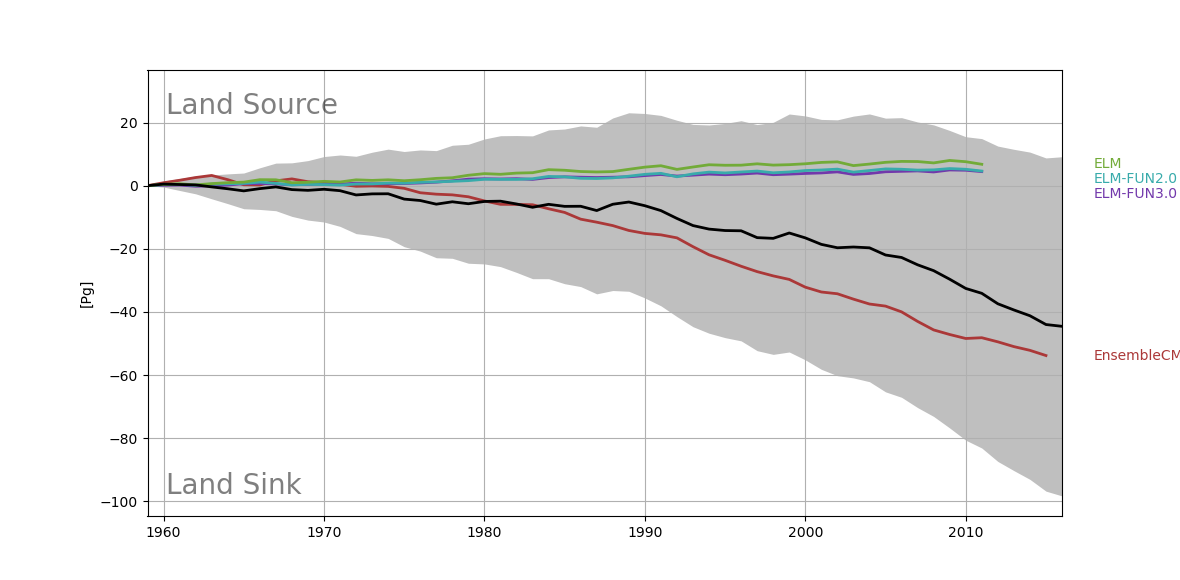 Land Source
20
0
−20
−40
−60
−80
−100
[Pg]
Land Sink
1960
1970
1980
1990
2000
2010
ELM
ELM-FUN2.0
ELM-FUN3.0
EnsembleCM